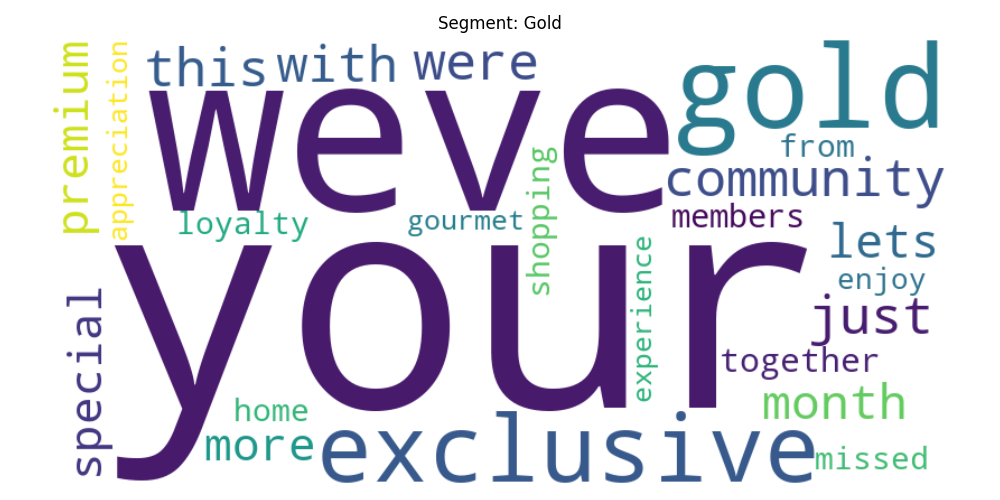 Segment: Gold
premium
appreciation
this with were
gold
weve
from
community
shopping
loyalty
gourmet
members
your
lets
experience
enjoy
special
just
together
home
month
more
exclusive
missed